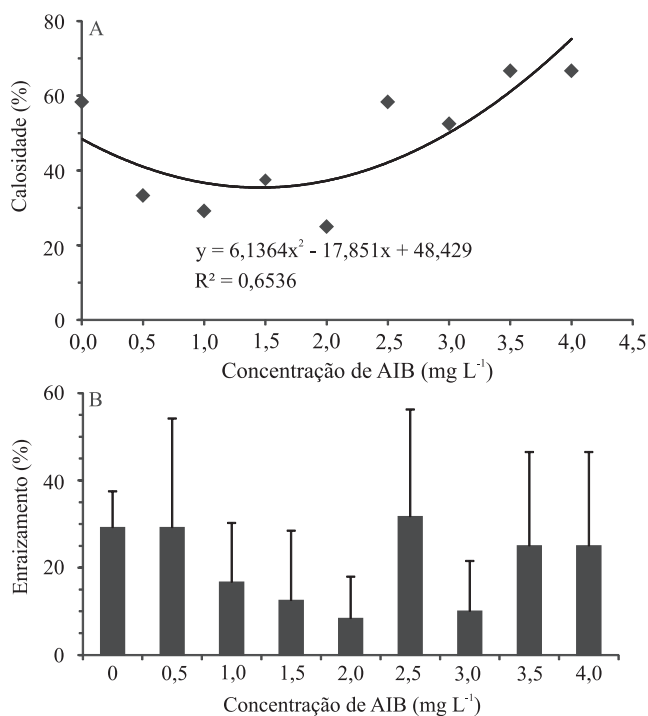 A
80
60
40
20
0
Calosidade (%)
y = 6,1364x² - 17,851x + 48,429
R² = 0,6536
0,0 0,5 1,0 1,5 2,0 2,5 3,0 3,5 4,0 4,5
Concentração de AIB (mg L⁻¹)
B
60
40
20
0
Enraizamento (%)
0 0,5 1,0 1,5 2,0 2,5 3,0 3,5 4,0
Concentração de AIB (mg L⁻¹)